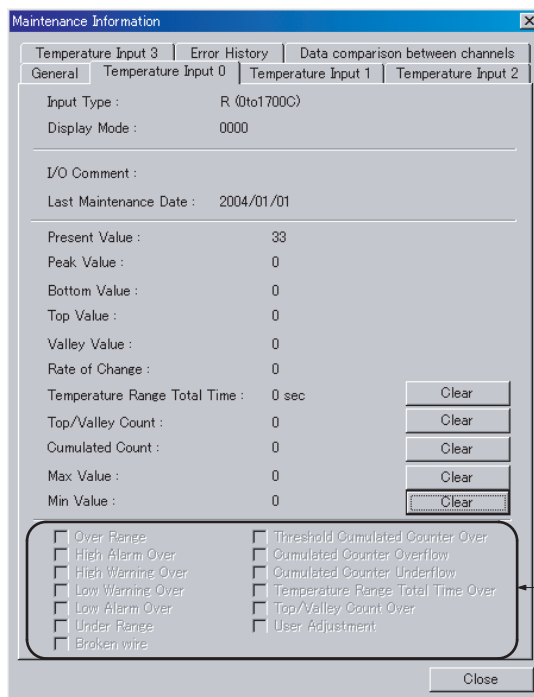 Maintenance Information
Temperature Input 3 Error History Data comparison between channels
General Temperature Input 0 Temperature Input 1 Temperature Input 2
Input Type : R (0to1700C)
Display Mode : 0000
I/O Comment :
Last Maintenance Date : 2004/01/01
Present Value : 33
Peak Value : 0
Bottom Value : 0
Top Value : 0
Valley Value : 0
Rate of Change : 0
Temperature Range Total Time : 0 sec Clear
Top/Valley Count : 0 Clear
Cumulated Count : 0 Clear
Max Value : 0 Clear
Min Value : 0 Clear
Over Range Threshold Cumulated Counter Over
High Alarm Over Cumulated Counter Overflow
High Warning Over Cumulated Counter Underflow
Low Warning Over Temperature Range Total Time Over
Low Alarm Over Top/Valley Count Over
Under Range User Adjustment
Broken wire
Close